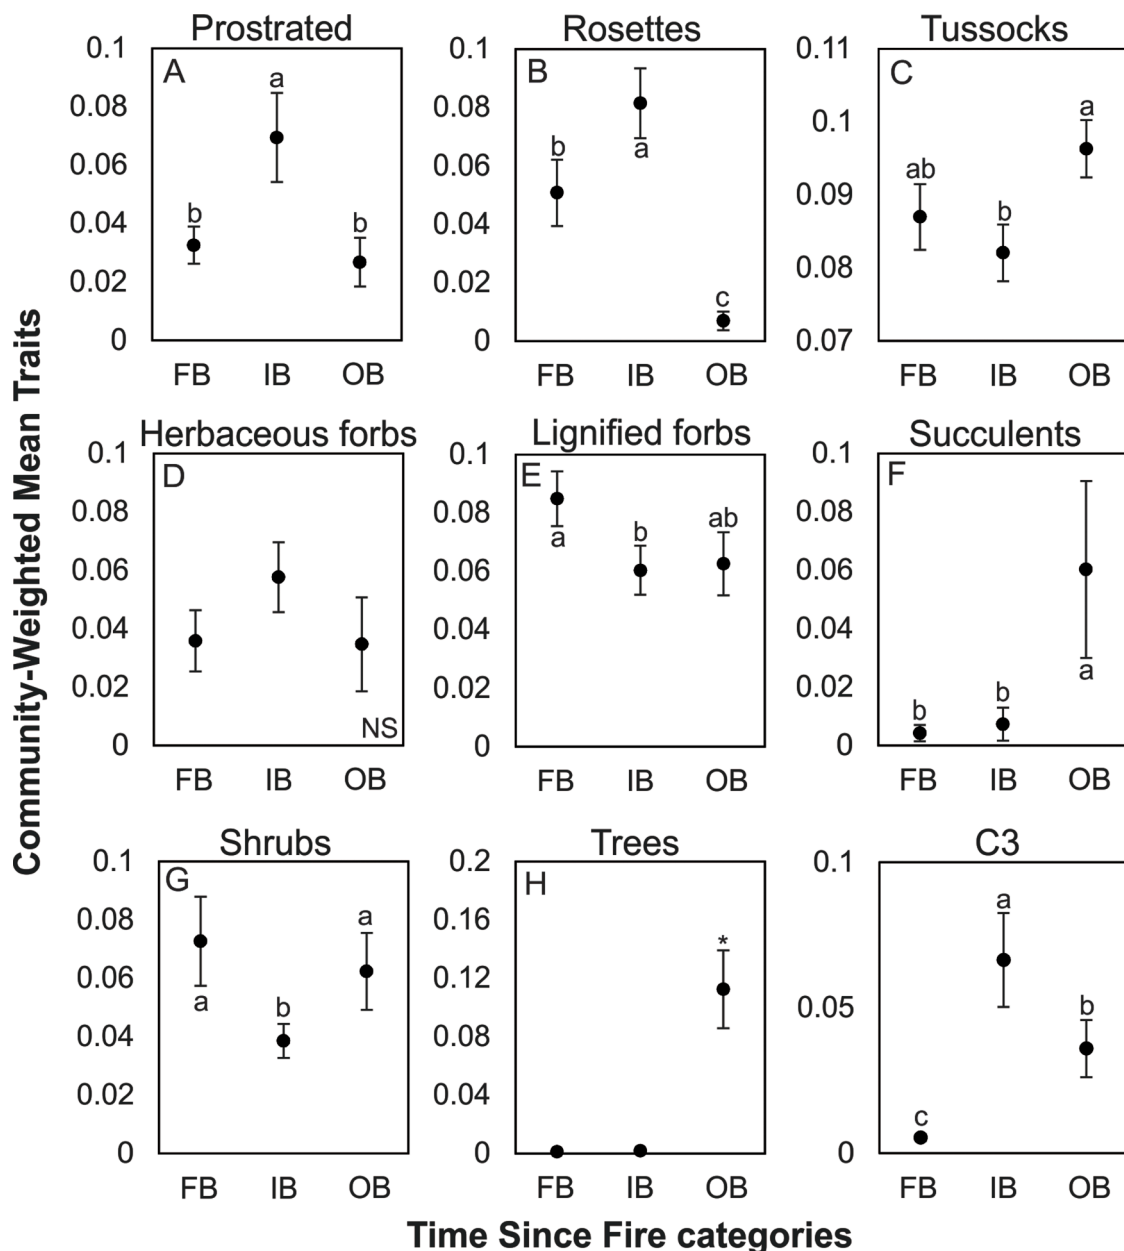 Prostrated
Rosettes
Tussocks
0.1
0.08
0.06
0.04
0.02
0
A
b
a
b
FB IB OB
0.1
0.08
0.06
0.04
0.02
0
B
b
a
c
FB IB OB
0.11
0.1
0.09
0.08
0.07
C
ab
b
a
FB IB OB
Community-Weighted Mean Traits
Herbaceous forbs
Lignified forbs
Succulents
0.1
0.08
0.06
0.04
0.02
0
D
NS
FB IB OB
0.1
0.08
0.06
0.04
0.02
0
E
a
b
ab
FB IB OB
0.1
0.08
0.06
0.04
0.02
0
F
b
b
a
FB IB OB
Shrubs
Trees
C3
0.1
0.08
0.06
0.04
0.02
0
G
a
b
a
FB IB OB
0.2
0.16
0.12
0.08
0.04
0
H
*
FB IB OB
0.1
0.05
0
c
a
b
FB IB OB
Time Since Fire categories